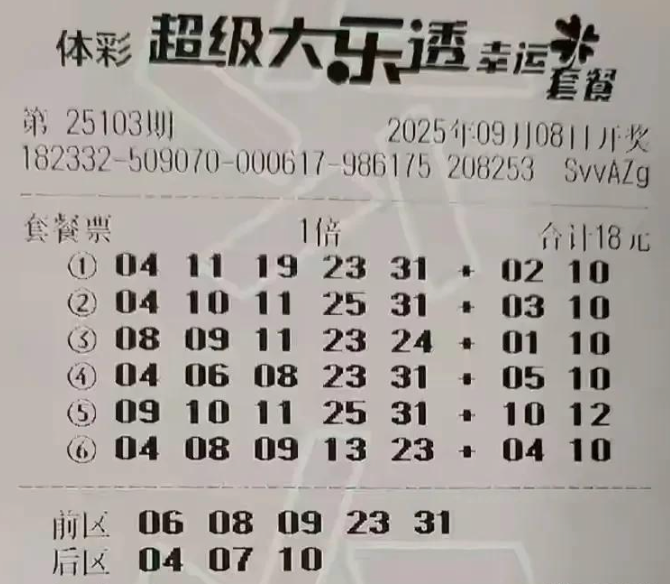 体彩 超级大乐透 幸运套餐
第 25103期 2025年09月08日开奖
182332-509070-000617-986175 208253 SvvAZg
套餐票 1倍 合计18元
① 04 11 19 23 31 + 02 10
② 04 10 11 25 31 + 03 10
③ 08 09 11 23 24 + 01 10
④ 04 06 08 23 31 + 05 10
⑤ 09 10 11 25 31 + 10 12
⑥ 04 08 09 13 23 + 04 10
前区 06 08 09 23 31
后区 04 07 10